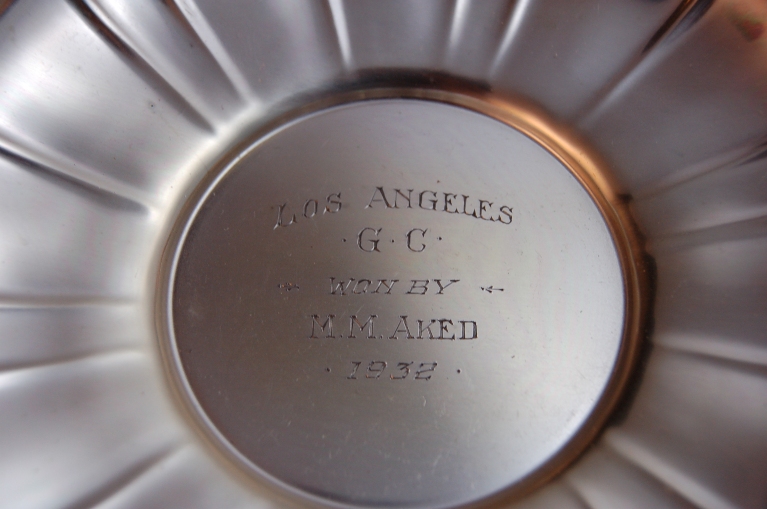 Los Angeles
· G · C ·
← Won By ←
M. M. Aked
· 1932 ·